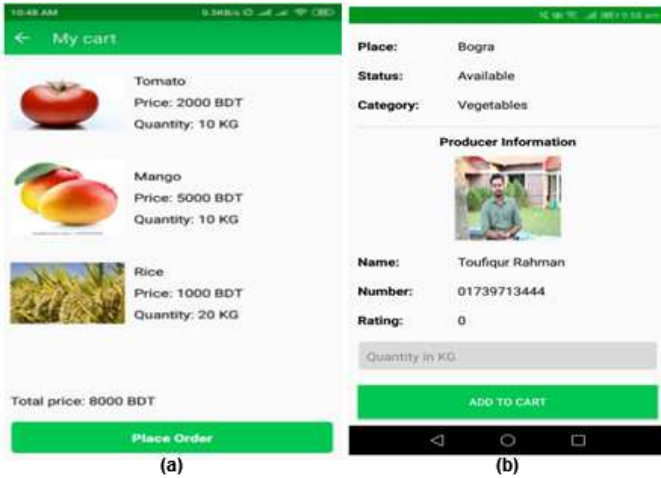 10:48 AM
0.5KB/s
My cart
Tomato
Price: 2000 BDT
Quantity: 10 KG
Mango
Price: 5000 BDT
Quantity: 10 KG
Rice
Price: 1000 BDT
Quantity: 20 KG
Total price: 8000 BDT
Place Order
(a)
Place: Bogra
Status: Available
Category: Vegetables
Producer Information
Name: Toufiqur Rahman
Number: 01739713444
Rating: 0
Quantity in KG
ADD TO CART
(b)